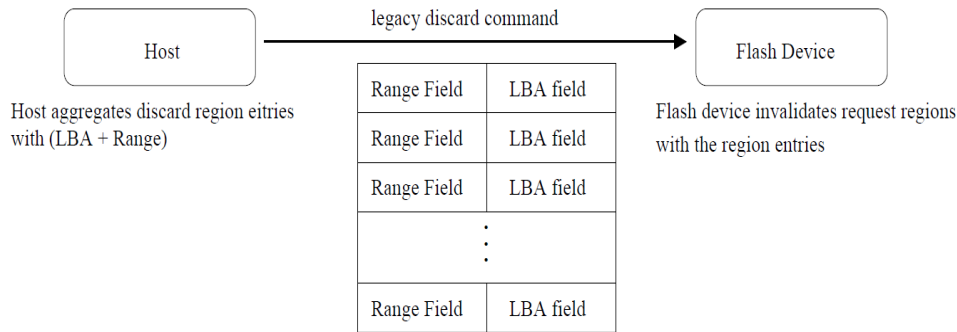 legacy discard command
Host
Flash Device
Host aggregates discard region eitries
with (LBA + Range)
Range Field LBA field
Range Field LBA field
Range Field LBA field
⋮
Range Field LBA field
Flash device invalidates request regions
with the region entries